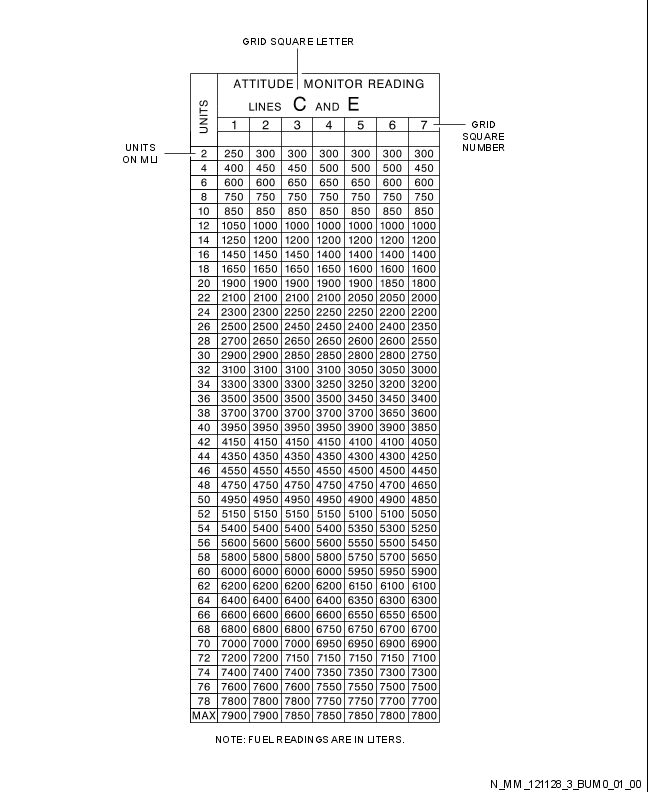 GRID SQUARE LETTER
ATTITUDE MONITOR READING
LINES C AND E
UNITS 1 2 3 4 5 6 7
GRID
SQUARE
NUMBER
UNITS
ON MLI
2 250 300 300 300 300 300 300
4 400 450 450 500 500 500 450
6 600 600 650 650 650 600 600
8 750 750 750 750 750 750 750
10 850 850 850 850 850 850 850
12 1050 1000 1000 1000 1000 1000 1000
14 1250 1200 1200 1200 1200 1200 1200
16 1450 1450 1450 1400 1400 1400 1400
18 1650 1650 1650 1650 1600 1600 1600
20 1900 1900 1900 1900 1900 1850 1800
22 2100 2100 2100 2100 2050 2050 2000
24 2300 2300 2250 2250 2250 2200 2200
26 2500 2500 2450 2450 2400 2400 2350
28 2700 2650 2650 2650 2600 2600 2550
30 2900 2900 2850 2850 2800 2800 2750
32 3100 3100 3100 3100 3050 3050 3000
34 3300 3300 3300 3250 3250 3200 3200
36 3500 3500 3500 3500 3450 3450 3400
38 3700 3700 3700 3700 3700 3650 3600
40 3950 3950 3950 3950 3900 3900 3850
42 4150 4150 4150 4150 4100 4100 4050
44 4350 4350 4350 4350 4300 4300 4250
46 4550 4550 4550 4550 4500 4500 4450
48 4750 4750 4750 4750 4750 4700 4650
50 4950 4950 4950 4950 4900 4900 4850
52 5150 5150 5150 5150 5100 5100 5050
54 5400 5400 5400 5400 5350 5300 5250
56 5600 5600 5600 5600 5550 5500 5450
58 5800 5800 5800 5800 5750 5700 5650
60 6000 6000 6000 6000 5950 5950 5900
62 6200 6200 6200 6200 6150 6100 6100
64 6400 6400 6400 6400 6350 6300 6300
66 6600 6600 6600 6600 6550 6550 6500
68 6800 6800 6800 6750 6750 6700 6700
70 7000 7000 7000 6950 6950 6900 6900
72 7200 7200 7150 7150 7150 7150 7100
74 7400 7400 7400 7350 7350 7300 7300
76 7600 7600 7600 7550 7550 7500 7500
78 7800 7800 7800 7750 7750 7700 7700
MAX 7900 7900 7850 7850 7850 7800 7800
NOTE: FUEL READINGS ARE IN LITERS.
N_MM_121128_3_BUM0_01_00